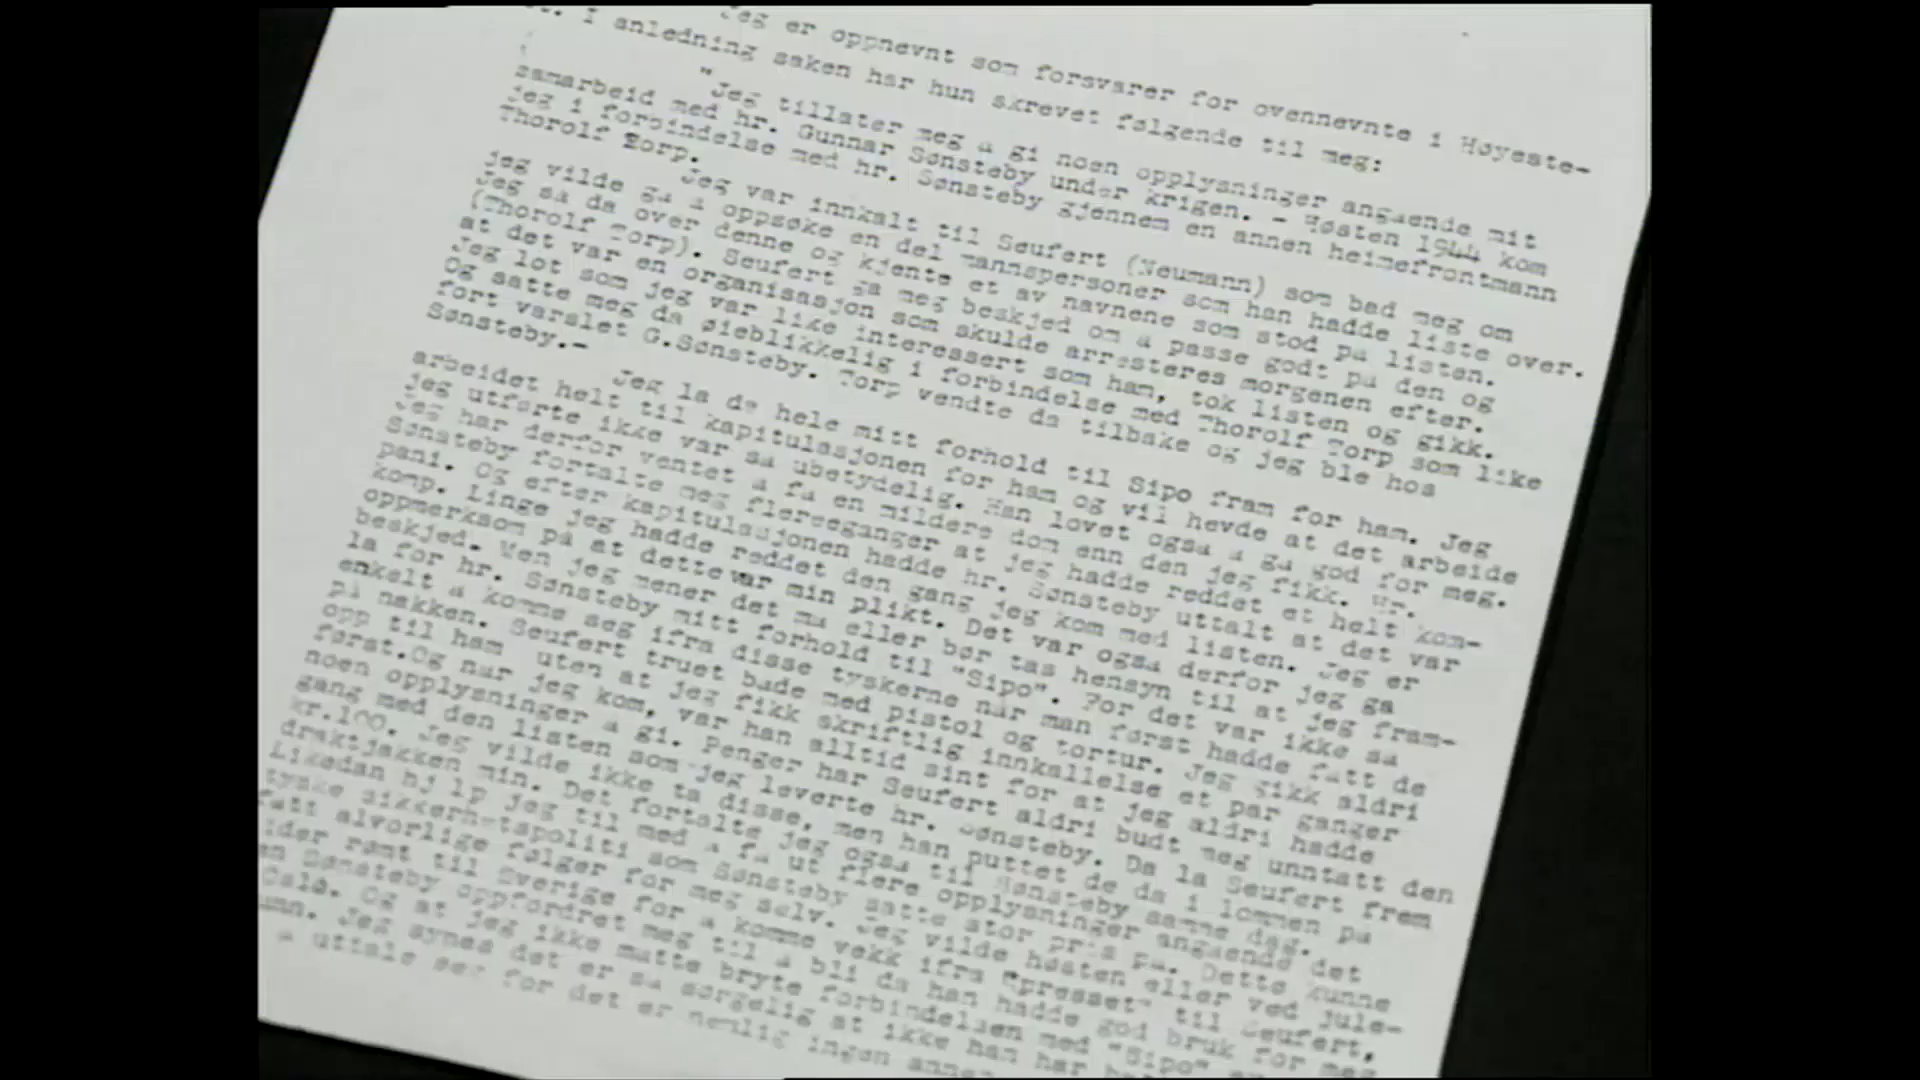 Jeg er oppnevnt som forsvarer for ovennevnte i Høyeste-
I anledning saken har hun skrevet følgende til meg:
"Jeg tillater meg å gi noen opplysninger angående mit
samarbeid med hr. Gunnar Sønsteby under krigen. - Høsten 1944 kom
jeg i forbindelse med hr. Sønsteby gjennem en annen heimefrontmann
Thorolf Torp.
Jeg var innkalt til Seufert (Neumann) som bad meg om
jeg vilde gå å oppsøke en del mannspersoner som han hadde liste over.
Jeg så da over denne og kjente et av navnene som stod på listen.
(Thorolf Torp). Seufert ga meg beskjed om å passe godt på den og
at det var en organisasjon som skulde arresteres morgenen efter.
Jeg lot som jeg var like interessert som han, tok listen og gikk.
Og satte meg da øieblikkelig i forbindelse med Thorolf Torp som like
fort varslet G.Sønsteby. Torp vendte da tilbake og jeg ble hos
Sønsteby.-
Jeg la da hele mitt forhold til Sipo fram for ham. Jeg
arbeidet helt til kapitulasjonen for ham og vil hevde at det arbeide
jeg utførte ikke var så ubetydelig. Han lovet også å gå god for meg.
Jeg har derfor ventet å få en mildere dom enn den jeg fikk. Hr.
Sønsteby fortalte meg flereeganger at jeg hadde reddet et helt kom-
pani. Og efter kapitulasjonen hadde hr. Sønsteby uttalt at det var
komp. Linge jeg hadde reddet den gang jeg kom med listen. Jeg er
oppmerksom på at dette var min plikt. Det var også derfor jeg ga
beskjed. Men jeg mener det må eller bør tas hensyn til at jeg fram-
la for hr. Sønsteby mitt forhold til "Sipo". For det var ikke så
enkelt å komme seg ifra disse tyskerne når man først hadde fått de
på nakken. Seufert truet både med pistol og tortur. Jeg gikk aldri
opp til ham uten at jeg fikk skriftlig innkallelse et par ganger
først.Og når jeg kom, var han alltid sint for at jeg aldri hadde
noen opplysninger å gi. Penger har Seufert aldri budt meg unntatt den
gang med den listen som jeg leverte hr. Sønsteby. Da la Seufert frem
kr.100. Jeg vilde ikke ta disse, men han puttet de da i lommen på
draktjakken min. Det fortalte jeg også til Sønsteby samme dag.
Likedan hjalp jeg til med å få ut flere opplysninger angående det
tyske sikkerhetspoliti som Sønsteby satte stor pris på. Dette kunne
fått alvorlige følger for meg selv. Jeg vilde høsten eller ved jule-
ider rømt til Sverige for å komme vekk ifra "presset" til Seufert,
en Sønsteby oppfordret meg til å bli da han hadde god bruk for meg
Oslo. Og at jeg ikke måtte bryte forbindelsen med "Sipo"
unn. Jeg synes det er så sørgelig at ikke han har
å uttale seg for det er nemlig ingen